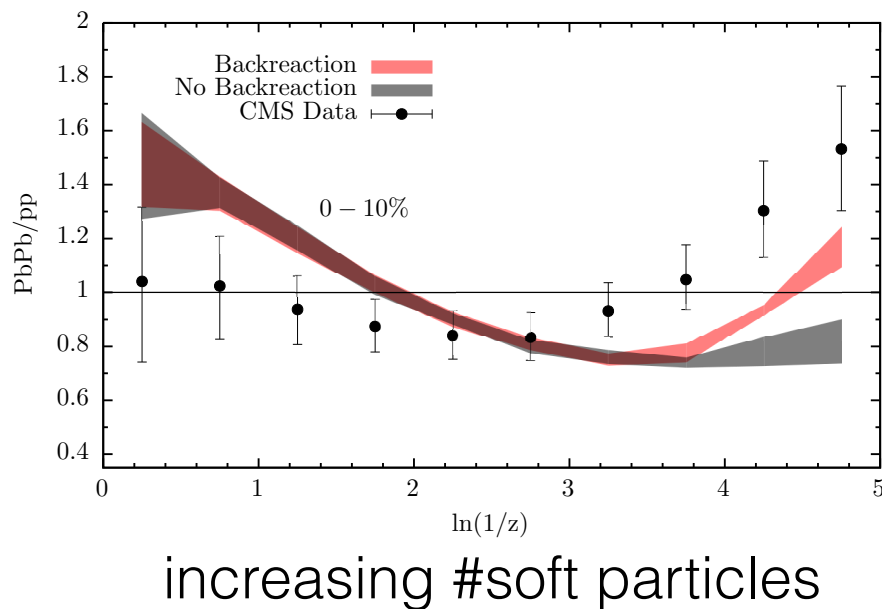 2
1.8
1.6
1.4
1.2
1
0.8
0.6
0.4
PbPb/pp
Backreaction
No Backreaction
CMS Data
0 − 10%
0 1 2 3 4 5
ln(1/z)
increasing #soft particles